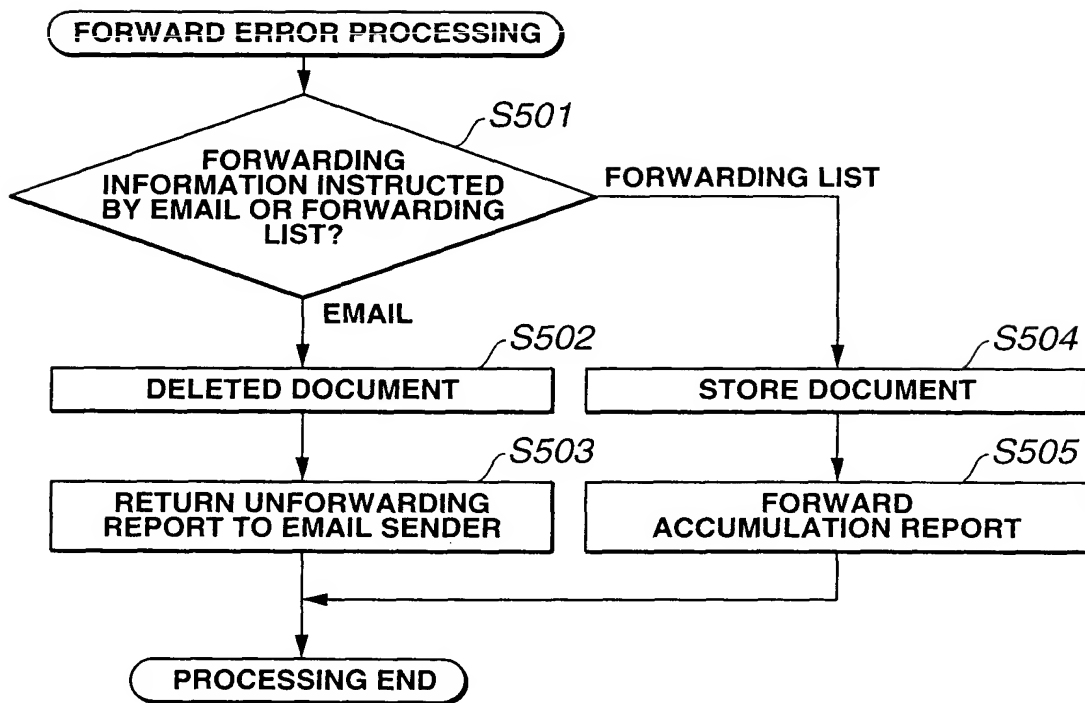 FORWARD ERROR PROCESSING
S501
FORWARDING
INFORMATION INSTRUCTED
BY EMAIL OR FORWARDING
LIST?
FORWARDING LIST
EMAIL
S502
DELETED DOCUMENT
S504
STORE DOCUMENT
S503
RETURN UNFORWARDING
REPORT TO EMAIL SENDER
S505
FORWARD
ACCUMULATION REPORT
PROCESSING END